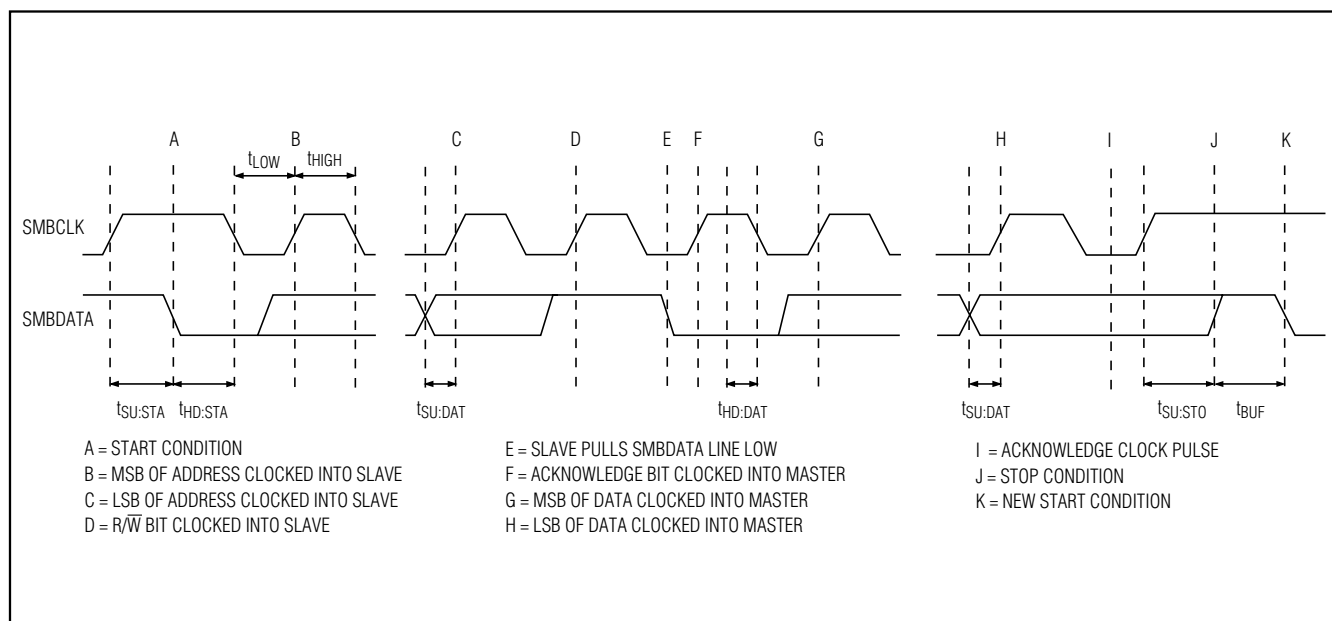 A B C D E F G H I J K
tLOW tHIGH
SMBCLK
SMBDATA
tSU:STA tHD:STA tSU:DAT tHD:DAT tSU:DAT tSU:STO tBUF
A = START CONDITION
B = MSB OF ADDRESS CLOCKED INTO SLAVE
C = LSB OF ADDRESS CLOCKED INTO SLAVE
D = R/W̅ BIT CLOCKED INTO SLAVE
E = SLAVE PULLS SMBDATA LINE LOW
F = ACKNOWLEDGE BIT CLOCKED INTO MASTER
G = MSB OF DATA CLOCKED INTO MASTER
H = LSB OF DATA CLOCKED INTO MASTER
I = ACKNOWLEDGE CLOCK PULSE
J = STOP CONDITION
K = NEW START CONDITION